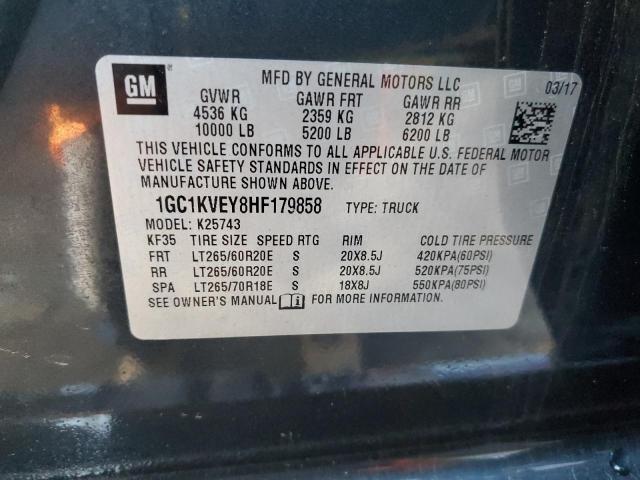 GM
MFD BY GENERAL MOTORS LLC 03/17
GVWR GAWR FRT GAWR RR
4536 KG 2359 KG 2812 KG
10000 LB 5200 LB 6200 LB
THIS VEHICLE CONFORMS TO ALL APPLICABLE U.S. FEDERAL MOTOR
VEHICLE SAFETY STANDARDS IN EFFECT ON THE DATE OF
MANUFACTURE SHOWN ABOVE.
1GC1KVEY8HF179858 TYPE: TRUCK
MODEL: K25743
KF35 TIRE SIZE SPEED RTG RIM COLD TIRE PRESSURE
FRT LT265/60R20E S 20X8.5J 420KPA(60PSI)
RR LT265/60R20E S 20X8.5J 520KPA(75PSI)
SPA LT265/70R18E S 18X8J 550KPA(80PSI)
SEE OWNER'S MANUAL FOR MORE INFORMATION.